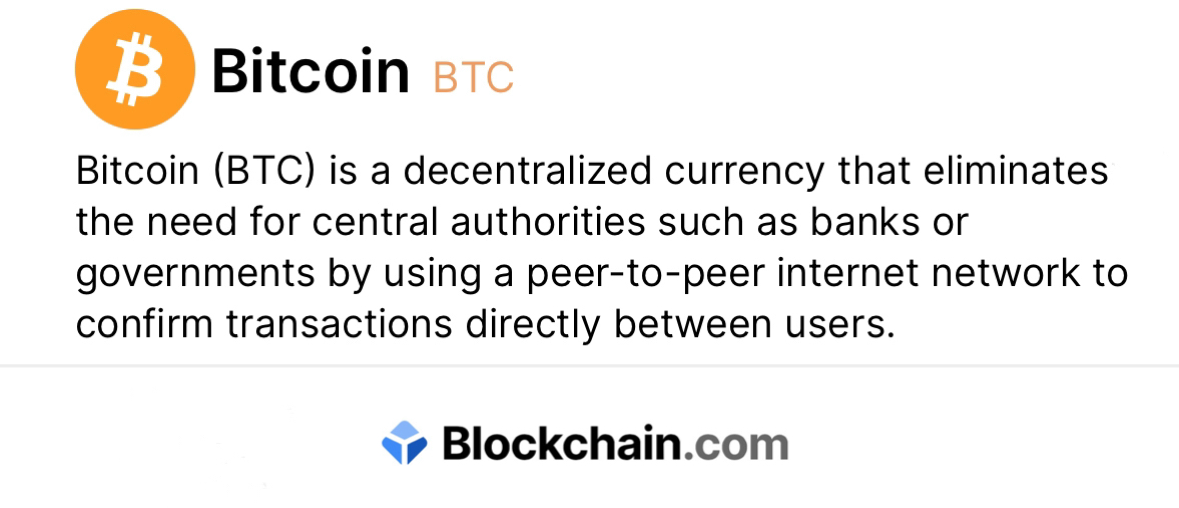 Bitcoin BTC
Bitcoin (BTC) is a decentralized currency that eliminates
the need for central authorities such as banks or
governments by using a peer-to-peer internet network to
confirm transactions directly between users.
Blockchain.com